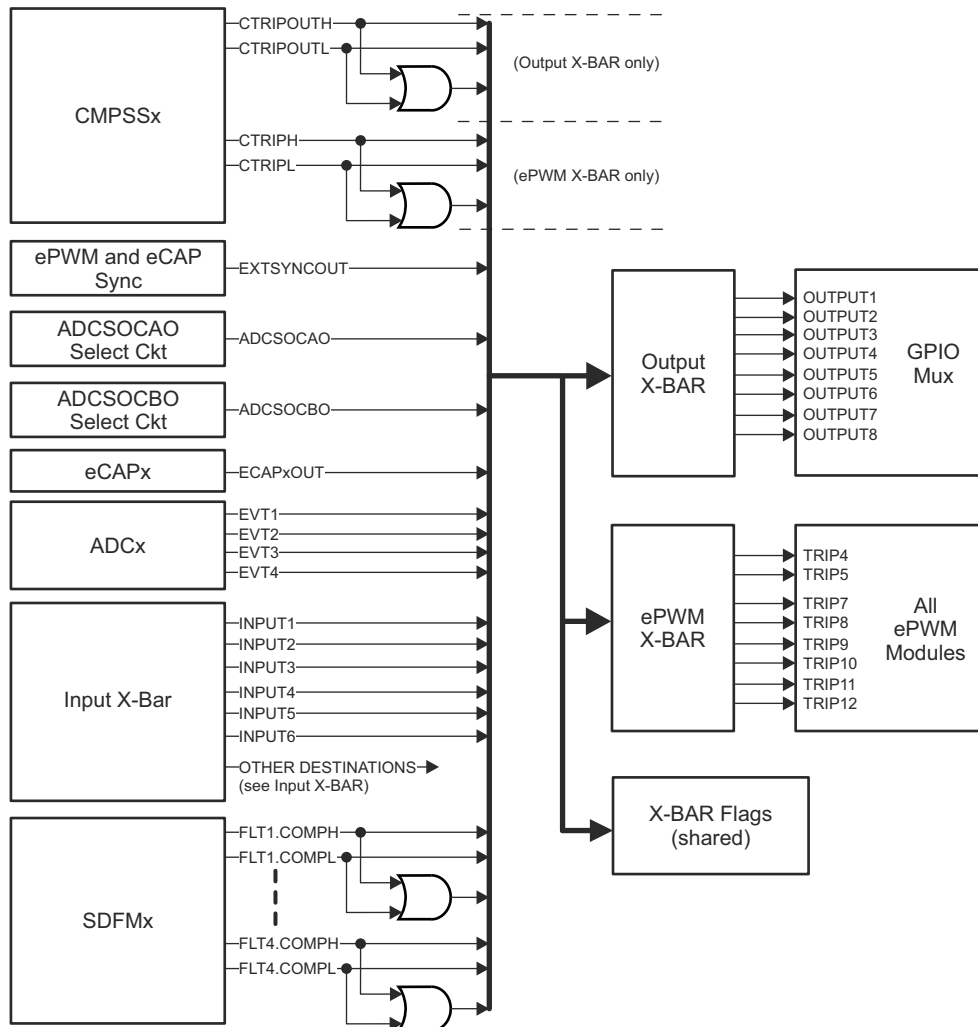 CTRIPOUTH
CTRIPOUTL
(Output X-BAR only)
CMPSSx
CTRIPH
CTRIPL
(ePWM X-BAR only)
ePWM and eCAP
Sync
EXTSYNCOUT
ADCSOCAO
Select Ckt
ADCSOCAO
ADCSOCBO
Select Ckt
ADCSOCBO
eCAPx
ECAPxOUT
ADCx
EVT1
EVT2
EVT3
EVT4
Input X-Bar
INPUT1
INPUT2
INPUT3
INPUT4
INPUT5
INPUT6
OTHER DESTINATIONS
(see Input X-BAR)
SDFMx
FLT1.COMPH
FLT1.COMPL
FLT4.COMPH
FLT4.COMPL
Output
X-BAR
OUTPUT1
OUTPUT2
OUTPUT3
OUTPUT4
OUTPUT5
OUTPUT6
OUTPUT7
OUTPUT8
GPIO
Mux
ePWM
X-BAR
TRIP4
TRIP5
TRIP7
TRIP8
TRIP9
TRIP10
TRIP11
TRIP12
All
ePWM
Modules
X-BAR Flags
(shared)